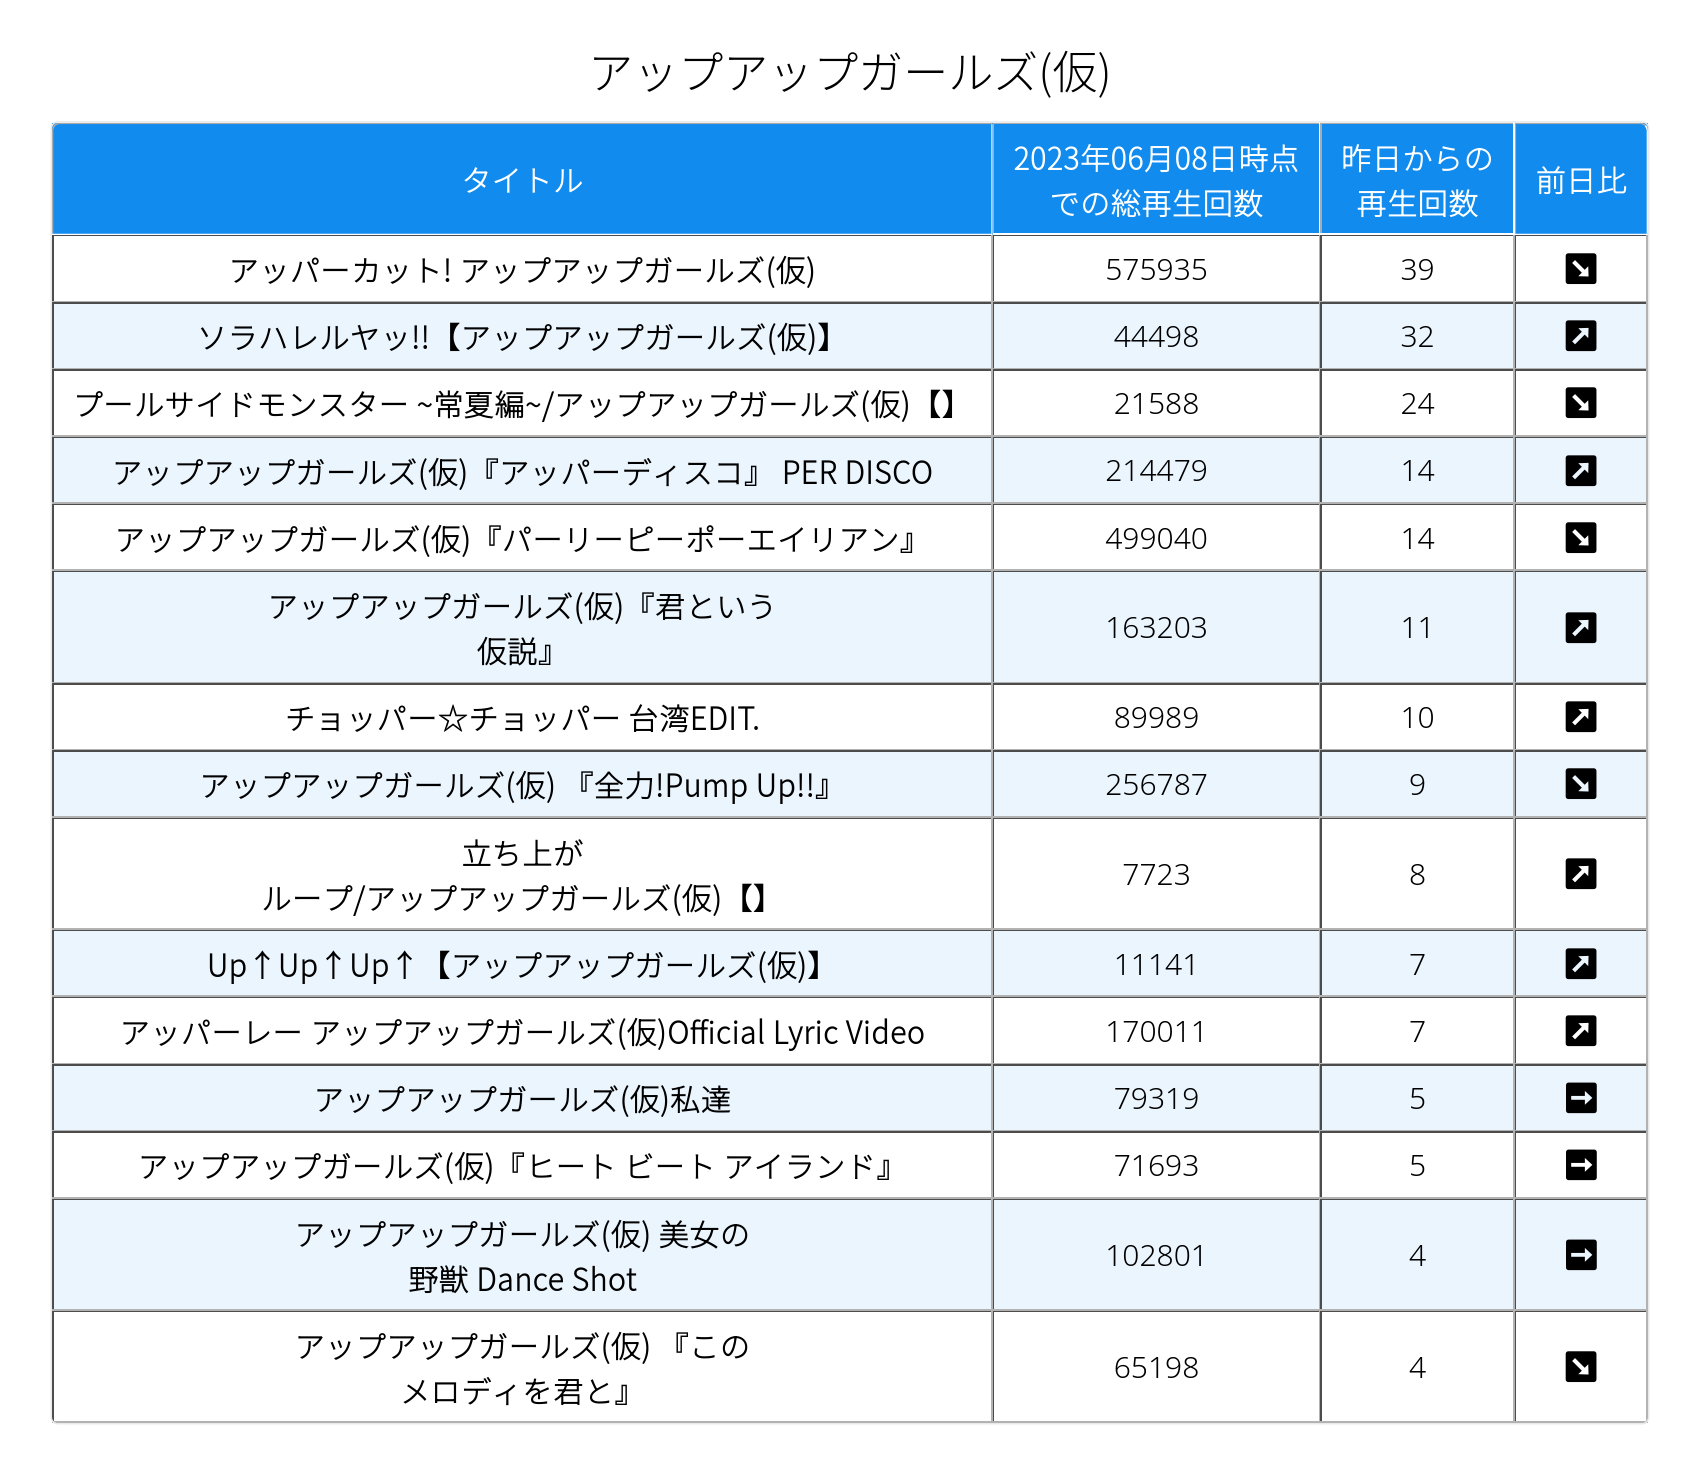 アップアップガールズ(仮)
タイトル
2023年06月08日時点
での総再生回数
昨日からの
再生回数
前日比
アッパーカット! アップアップガールズ(仮)
575935
39
ソラハレルヤッ!!【アップアップガールズ(仮)】
44498
32
プールサイドモンスター ~常夏編~/アップアップガールズ(仮)【】
21588
24
アップアップガールズ(仮)『アッパーディスコ』 PER DISCO
214479
14
アップアップガールズ(仮)『パーリーピーポーエイリアン』
499040
14
アップアップガールズ(仮)『君という
仮説』
163203
11
チョッパー☆チョッパー 台湾EDIT.
89989
10
アップアップガールズ(仮) 『全力!Pump Up!!』
256787
9
立ち上が
ループ/アップアップガールズ(仮)【】
7723
8
Up↑Up↑Up↑【アップアップガールズ(仮)】
11141
7
アッパーレー アップアップガールズ(仮)Official Lyric Video
170011
7
アップアップガールズ(仮)私達
79319
5
アップアップガールズ(仮)『ヒート ビート アイランド』
71693
5
アップアップガールズ(仮) 美女の
野獣 Dance Shot
102801
4
アップアップガールズ(仮) 『この
メロディを君と』
65198
4